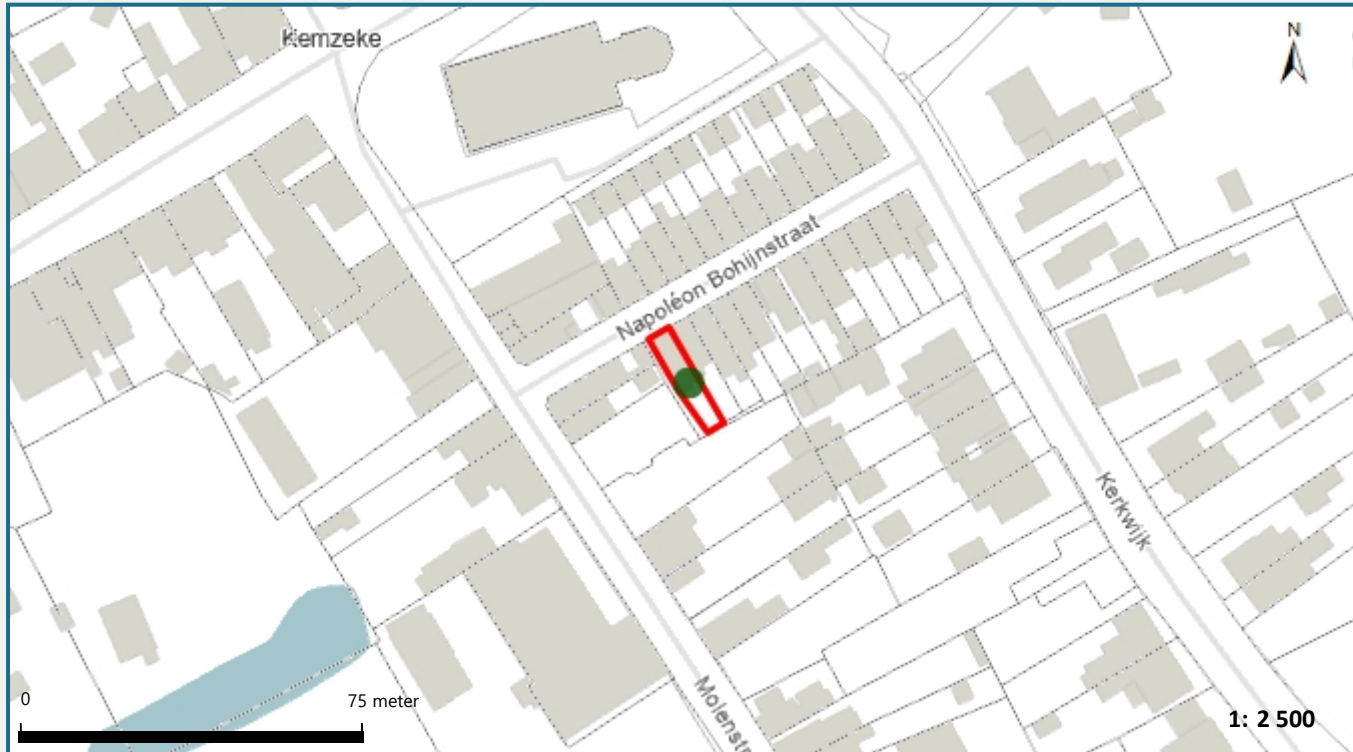 Kemzeke
N
Napoléon Bohijnstraat
Kerkwijk
Molenstr
0
75 meter
1: 2 500